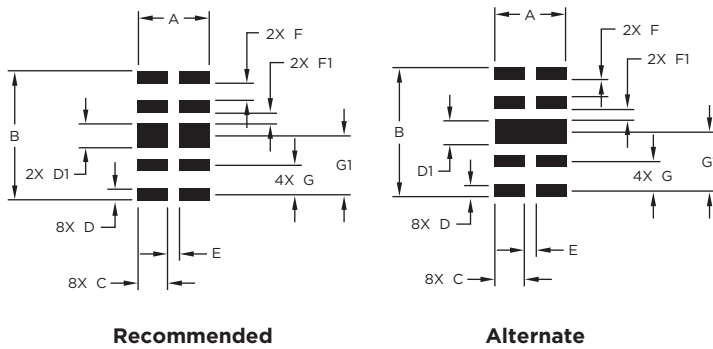 A
2X F
2X F1
B
2X D1
G1
4X G
8X D
E
8X C
Recommended
A
2X F
2X F1
B
D1
G
4X G
8X D
E
8X C
Alternate